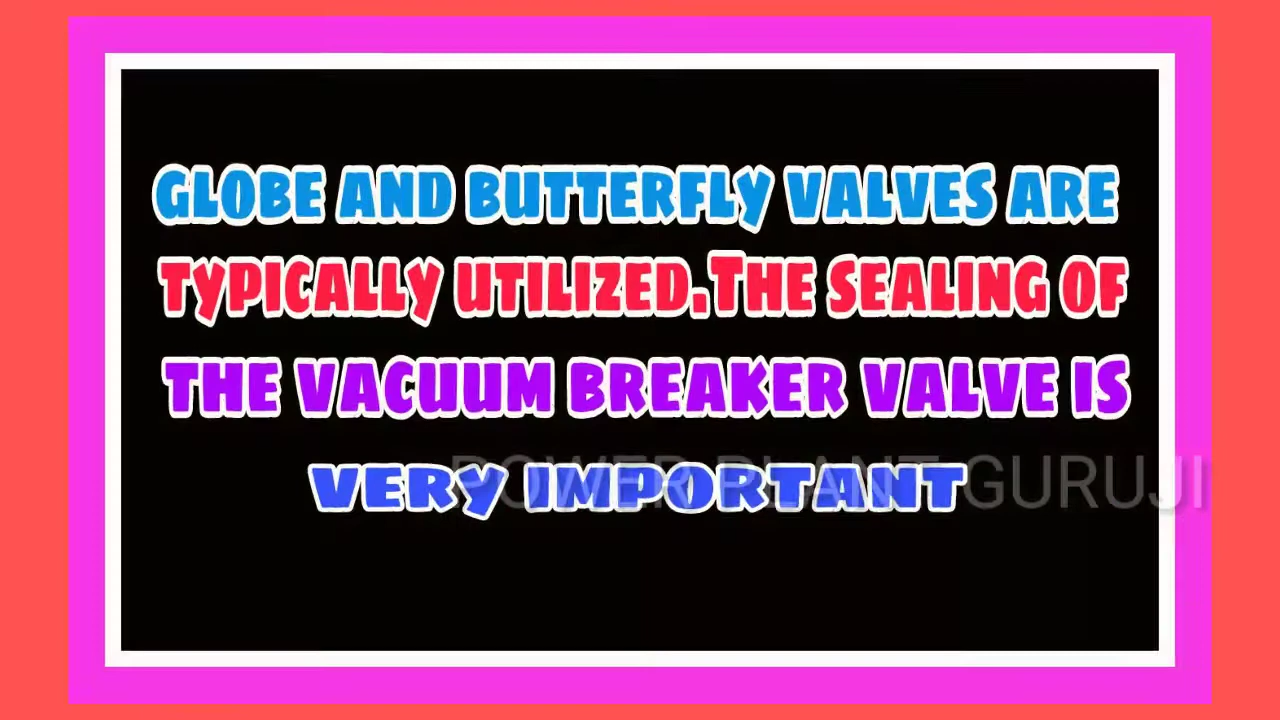 GLOBE AND BUTTERFLY VALVES ARE
TYPICALLY UTILIZED.THE SEALING OF
THE VACUUM BREAKER VALVE IS
VERY IMPORTANT
POWER PLANT GURUJI